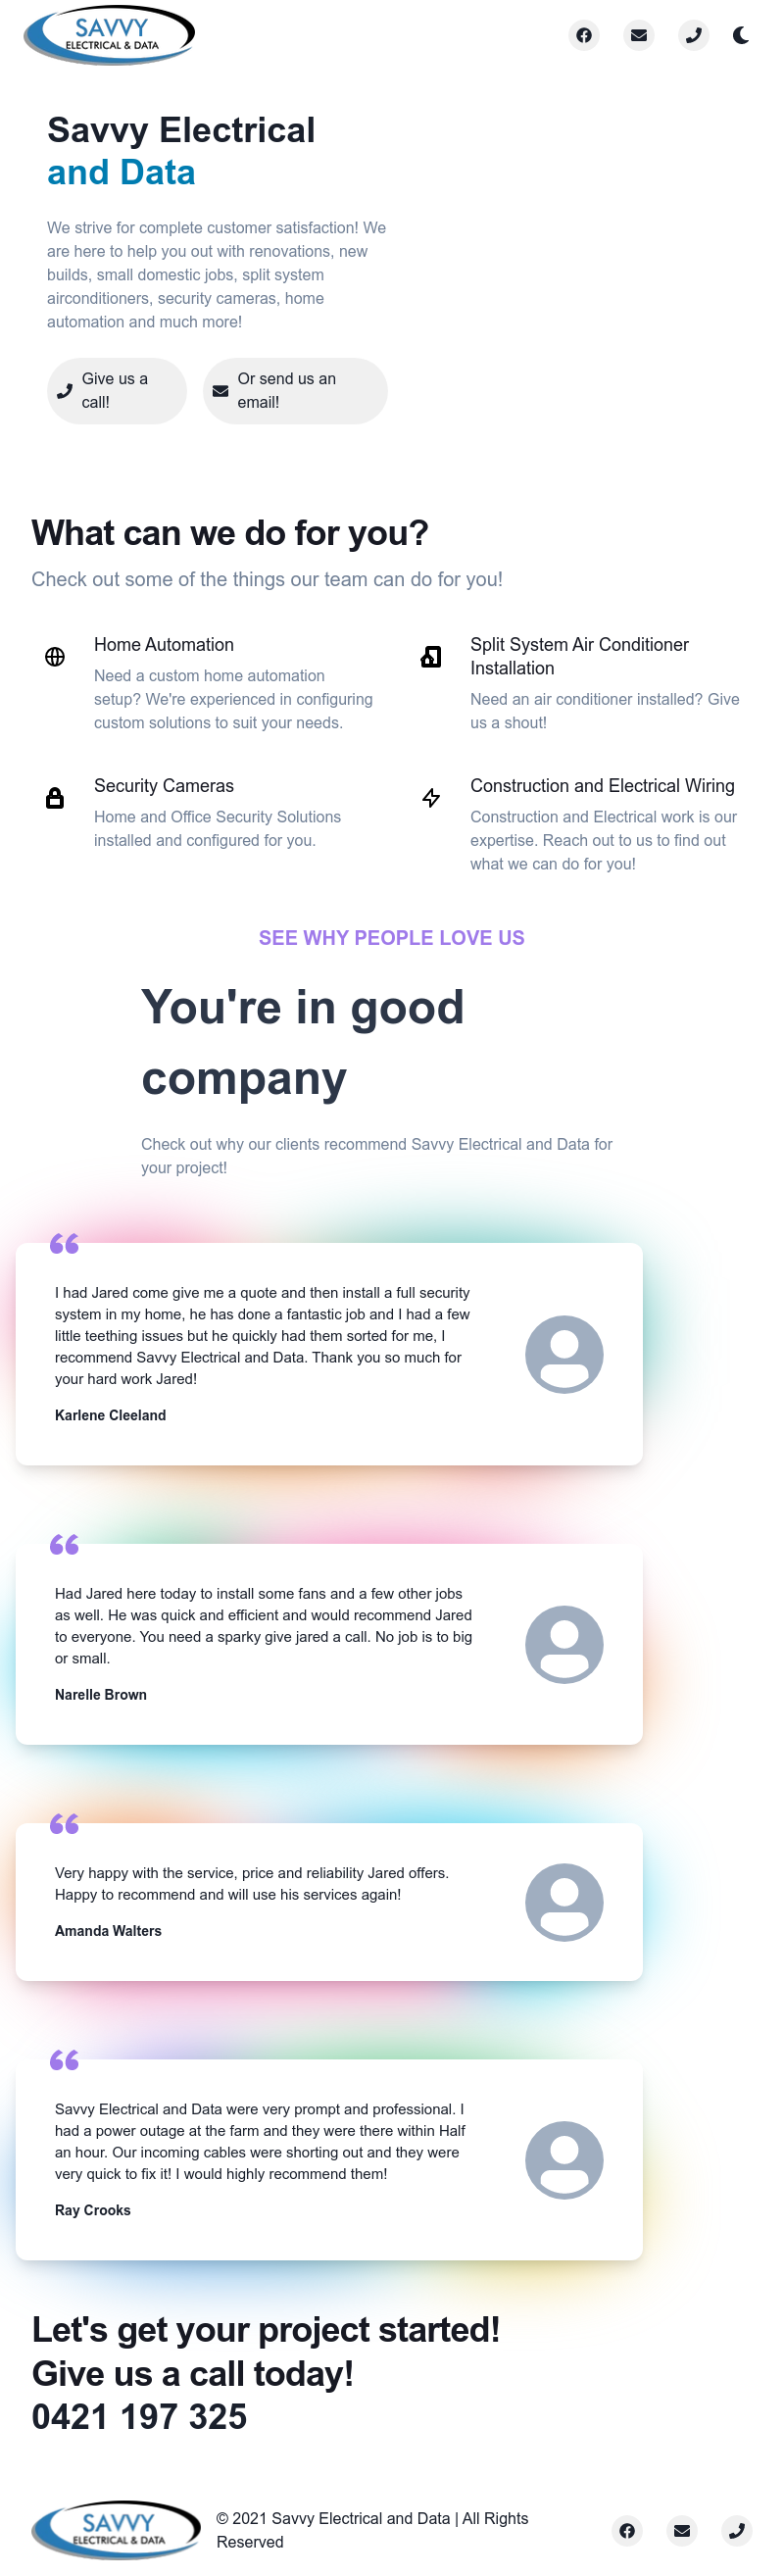 SAVVY
ELECTRICAL & DATA
Savvy Electrical
and Data
We strive for complete customer satisfaction! We
are here to help you out with renovations, new
builds, small domestic jobs, split system
airconditioners, security cameras, home
automation and much more!
Give us a
call!
Or send us an
email!
What can we do for you?
Check out some of the things our team can do for you!
Home Automation
Need a custom home automation
setup? We're experienced in configuring
custom solutions to suit your needs.
Split System Air Conditioner
Installation
Need an air conditioner installed? Give
us a shout!
Security Cameras
Home and Office Security Solutions
installed and configured for you.
Construction and Electrical Wiring
Construction and Electrical work is our
expertise. Reach out to us to find out
what we can do for you!
SEE WHY PEOPLE LOVE US
You're in good
company
Check out why our clients recommend Savvy Electrical and Data for
your project!
I had Jared come give me a quote and then install a full security
system in my home, he has done a fantastic job and I had a few
little teething issues but he quickly had them sorted for me, I
recommend Savvy Electrical and Data. Thank you so much for
your hard work Jared!
Karlene Cleeland
Had Jared here today to install some fans and a few other jobs
as well. He was quick and efficient and would recommend Jared
to everyone. You need a sparky give jared a call. No job is to big
or small.
Narelle Brown
Very happy with the service, price and reliability Jared offers.
Happy to recommend and will use his services again!
Amanda Walters
Savvy Electrical and Data were very prompt and professional. I
had a power outage at the farm and they were there within Half
an hour. Our incoming cables were shorting out and they were
very quick to fix it! I would highly recommend them!
Ray Crooks
Let's get your project started!
Give us a call today!
0421 197 325
SAVVY
ELECTRICAL & DATA
© 2021 Savvy Electrical and Data | All Rights
Reserved